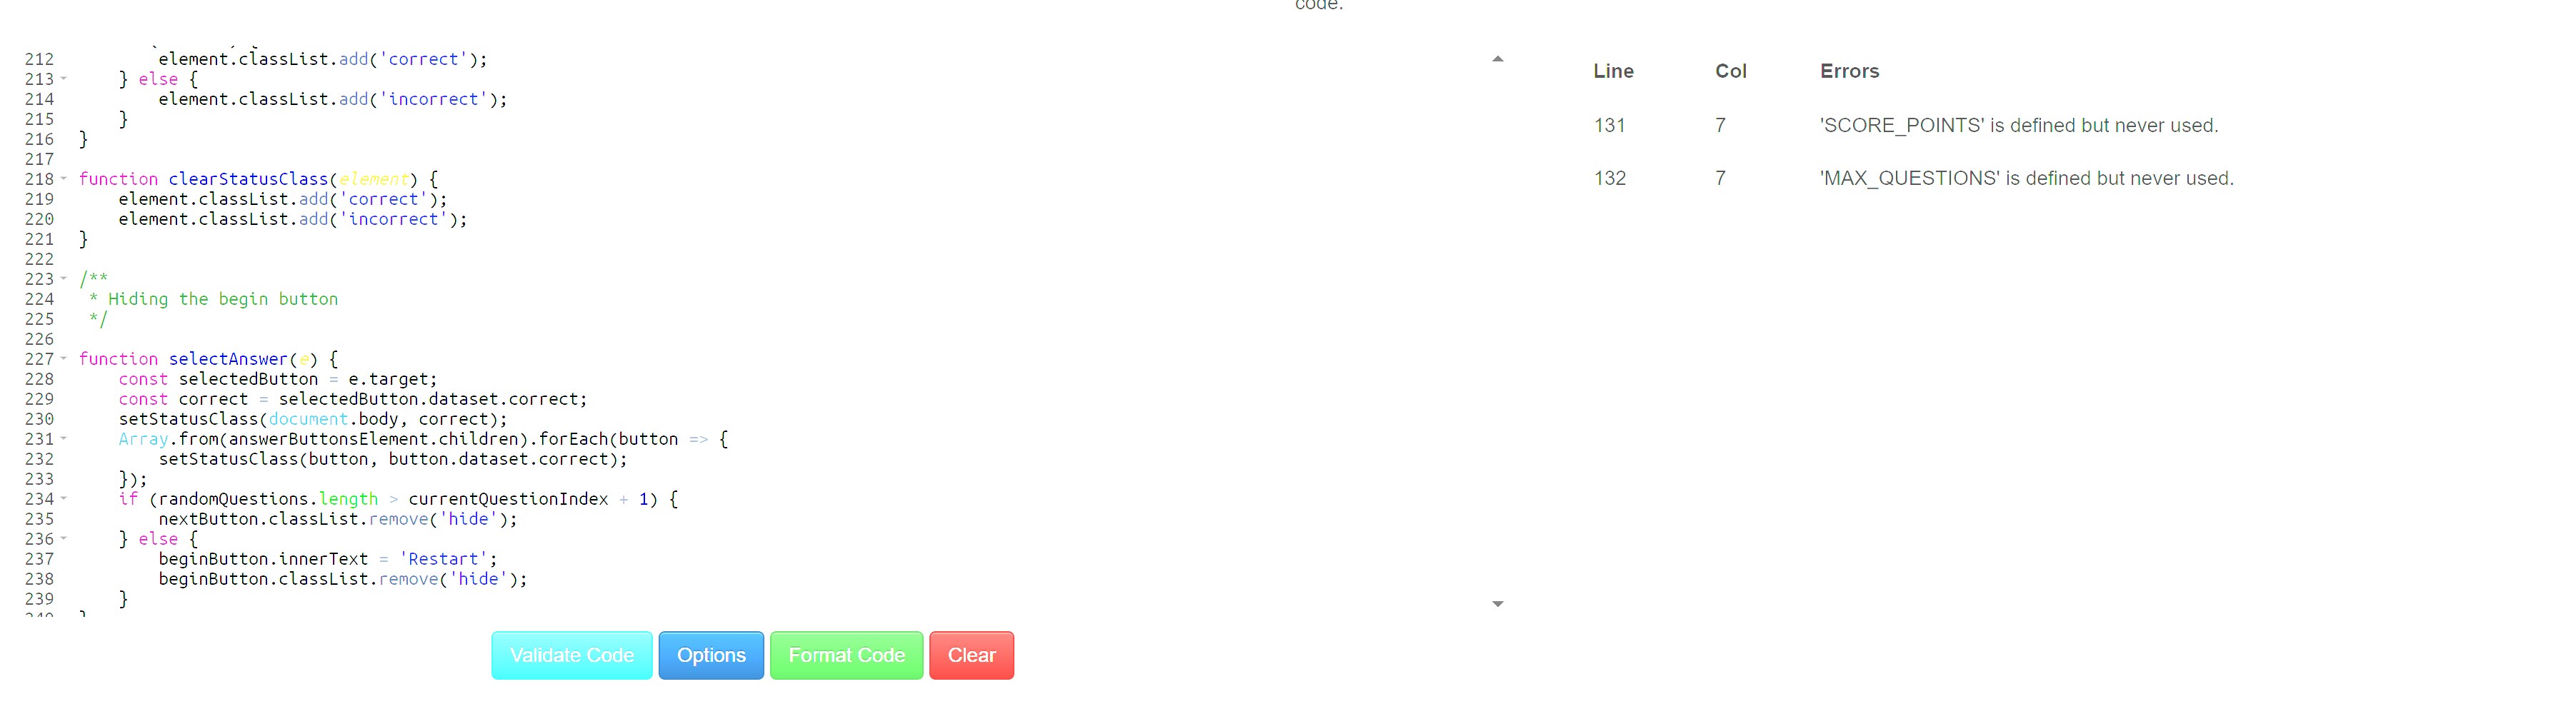 code.
212 element.classList.add('correct');
213 } else {
214 element.classList.add('incorrect');
215 }
216 }
217
218 function clearStatusClass(element) {
219 element.classList.add('correct');
220 element.classList.add('incorrect');
221 }
222
223 /**
224 * Hiding the begin button
225 */
226
227 function selectAnswer(e) {
228 const selectedButton = e.target;
229 const correct = selectedButton.dataset.correct;
230 setStatusClass(document.body, correct);
231 Array.from(answerButtonsElement.children).forEach(button => {
232 setStatusClass(button, button.dataset.correct);
233 });
234 if (randomQuestions.length > currentQuestionIndex + 1) {
235 nextButton.classList.remove('hide');
236 } else {
237 beginButton.innerText = 'Restart';
238 beginButton.classList.remove('hide');
239 }
Line Col Errors
131 7 'SCORE_POINTS' is defined but never used.
132 7 'MAX_QUESTIONS' is defined but never used.
Validate Code Options Format Code Clear